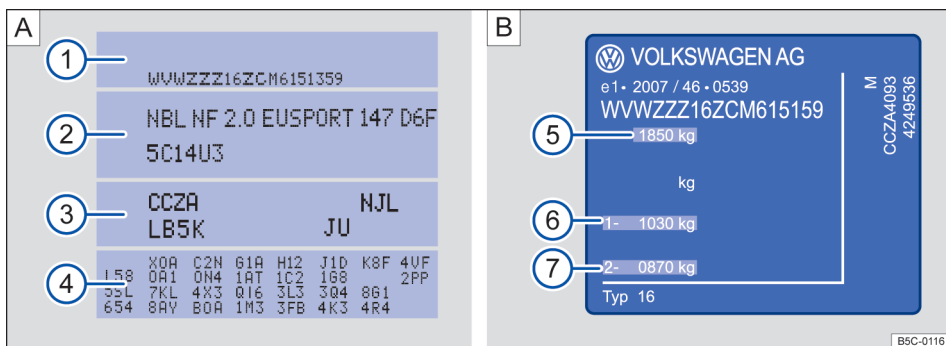 A
1
WVWZZZ16ZCM6151359
2
NBL NF 2.0 EUSPORT 147 D6F
5C14U3
3
CCZA NJL
LB5K JU
4
X0A C2N G1A H12 J1D K8F 4VF
L58 0A1 0N4 1AT 1C2 1G8 2PP
5SL 7KL 4X3 QI6 3L3 3Q4 8G1
654 8AY B0A 1M3 3FB 4K3 4R4
B
VOLKSWAGEN AG
e1• 2007 / 46 • 0539
WVWZZZ16ZCM615159
5
1850 kg
kg
6
1- 1030 kg
7
2- 0870 kg
Typ 16
M
CCZA4093
4249536
B5C-0116